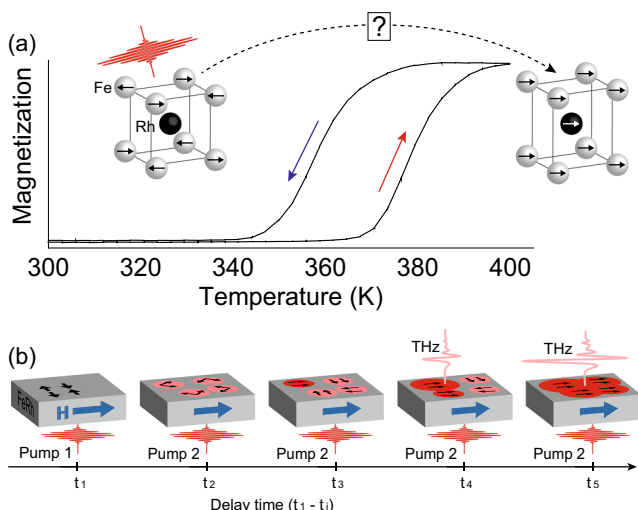 (a)
?
Fe
Rh
Magnetization
300 320 340 360 380 400
Temperature (K)
(b)
THz THz
FeRh
H
Pump 1 Pump 2 Pump 2 Pump 2 Pump 2
t1 t2 t3 t4 t5
Delay time (t1 - ti)